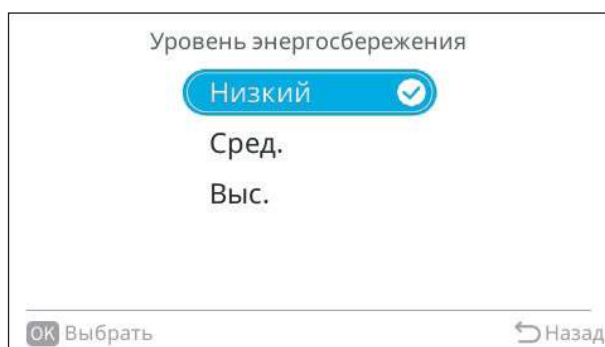 Уровень энергосбережения
Низкий
Сред.
Выс.
OK Выбрать
Назад